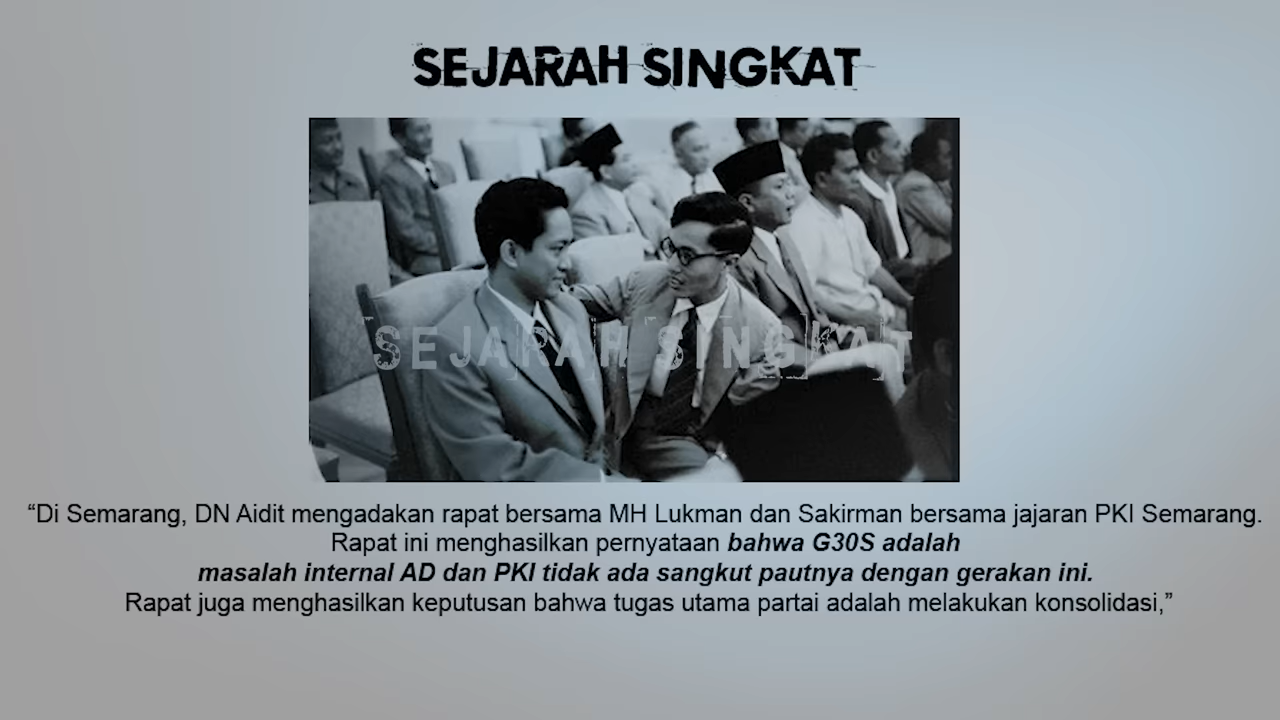 SEJARAH SINGKAT
SEJARAH SINGKAT
“Di Semarang, DN Aidit mengadakan rapat bersama MH Lukman dan Sakirman bersama jajaran PKI Semarang.
Rapat ini menghasilkan pernyataan bahwa G30S adalah
masalah internal AD dan PKI tidak ada sangkut pautnya dengan gerakan ini.
Rapat juga menghasilkan keputusan bahwa tugas utama partai adalah melakukan konsolidasi,”